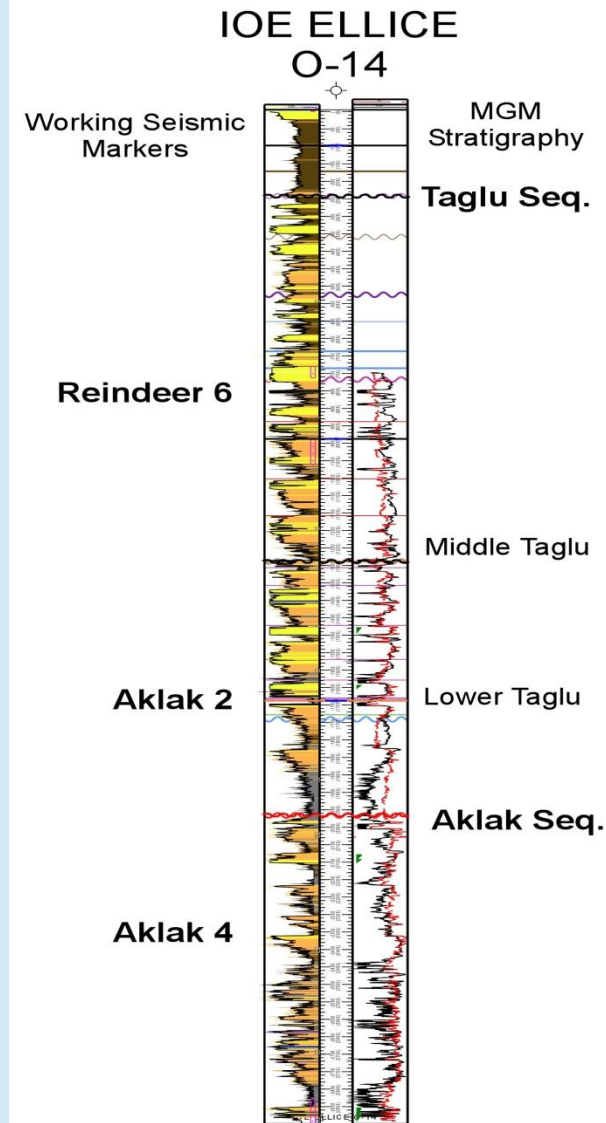 IOE ELLICE
O-14
Working Seismic
Markers
MGM
Stratigraphy
Taglu Seq.
Reindeer 6
Middle Taglu
Aklak 2
Lower Taglu
Aklak Seq.
Aklak 4